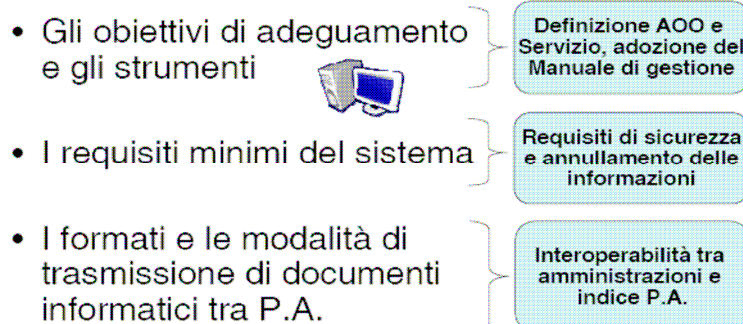 • Gli obiettivi di adeguamento
e gli strumenti
Definizione AOO e
Servizio, adozione del
Manuale di gestione
• I requisiti minimi del sistema
Requisiti di sicurezza
e annullamento delle
informazioni
• I formati e le modalità di
trasmissione di documenti
informatici tra P.A.
Interoperabilità tra
amministrazioni e
indice P.A.